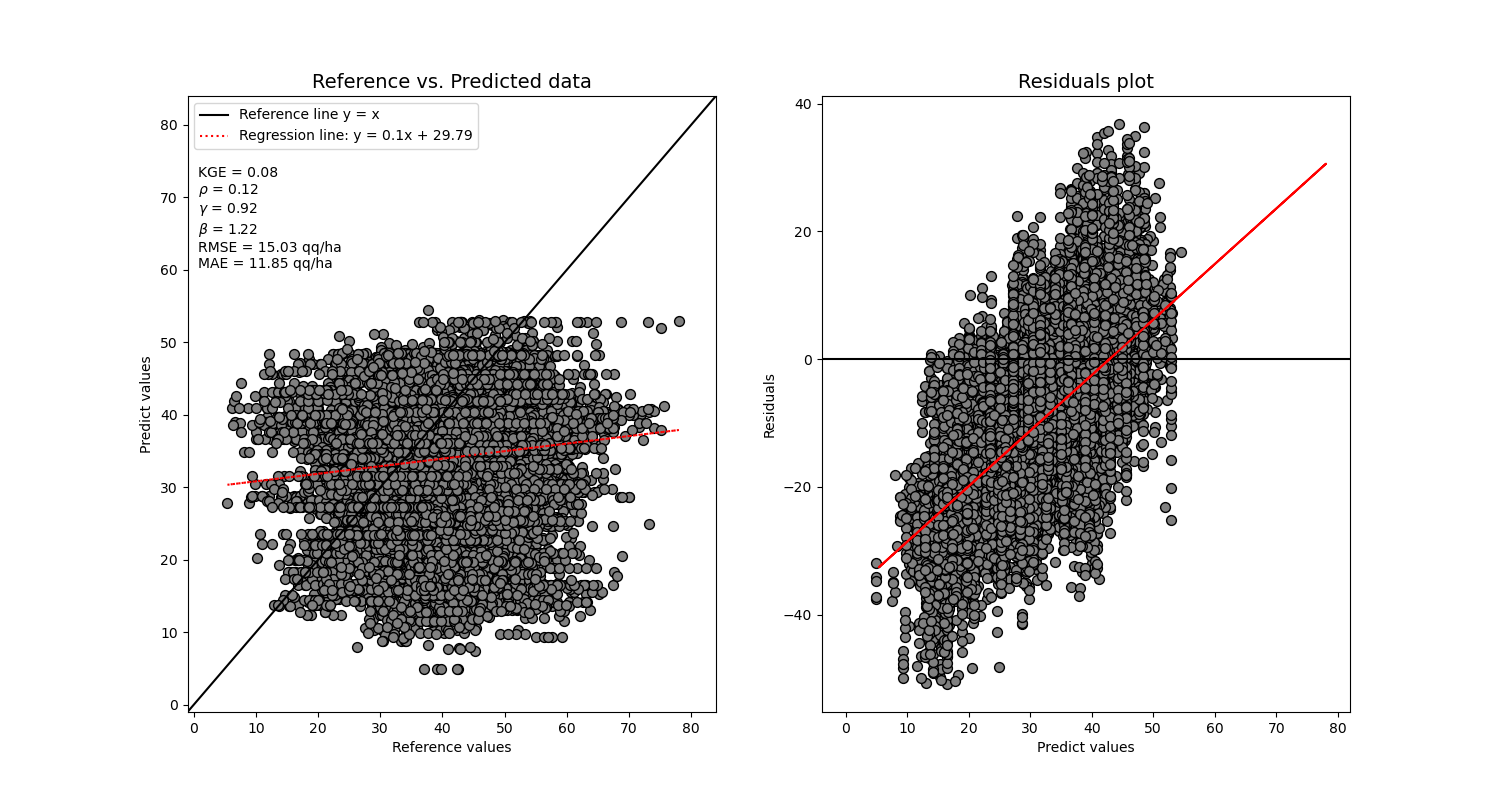 Reference vs. Predicted data
Reference line y = x
Regression line: y = 0.1x + 29.79
KGE = 0.08
ρ = 0.12
γ = 0.92
β = 1.22
RMSE = 15.03 qq/ha
MAE = 11.85 qq/ha
80
70
60
50
40
30
20
10
0
Predict values
0 10 20 30 40 50 60 70 80
Reference values
Residuals plot
40
20
0
−20
−40
Residuals
0 10 20 30 40 50 60 70 80
Predict values